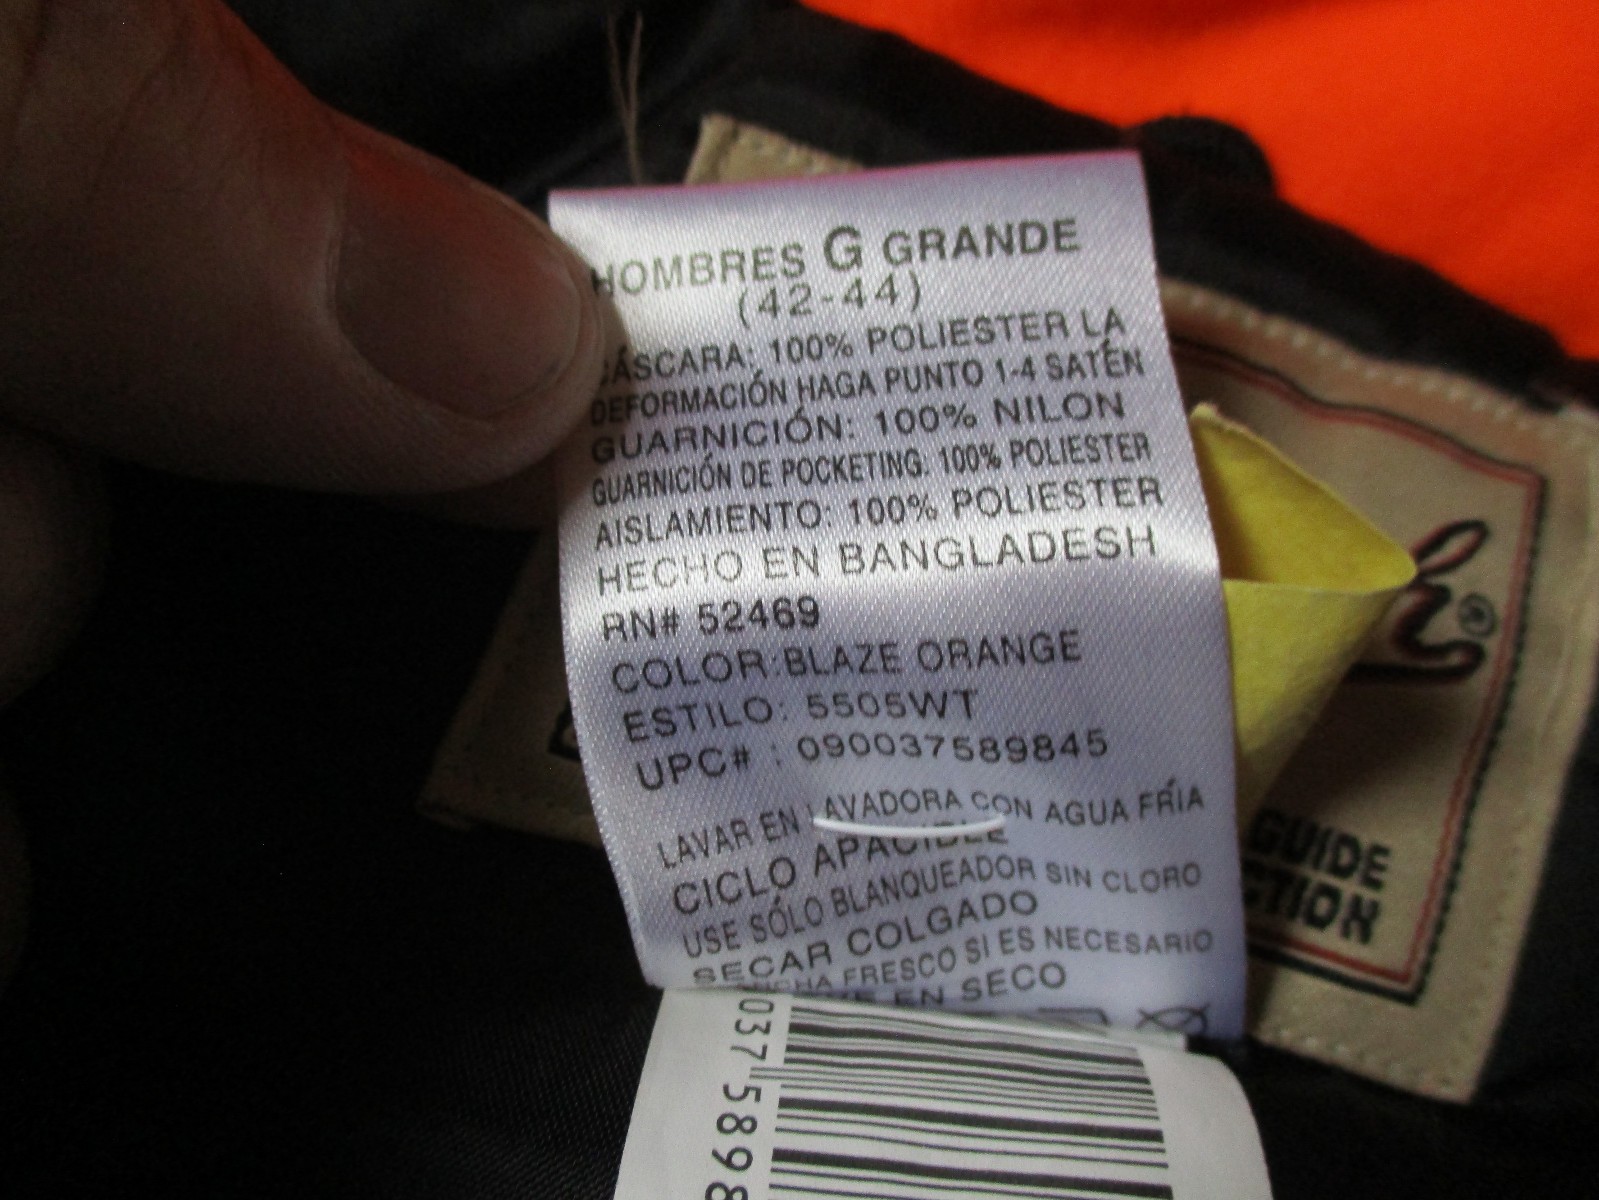 HOMBRES G GRANDE
(42-44)
CÁSCARA: 100% POLIESTER LA
DEFORMACIÓN HAGA PUNTO 1-4 SATÉN
GUARNICIÓN: 100% NILON
GUARNICIÓN DE POCKETING: 100% POLIESTER
AISLAMIENTO: 100% POLIESTER
HECHO EN BANGLADESH
RN# 52469
COLOR:BLAZE ORANGE
ESTILO: 5505WT
UPC# : 090037589845
LAVAR EN LAVADORA CON AGUA FRÍA
CICLO APACIBLE
USE SÓLO BLANQUEADOR SIN CLORO
SECAR COLGADO
FRESCO SI ES NECESARIO
EN SECO
037 5898
h®
GUIDE
CTION